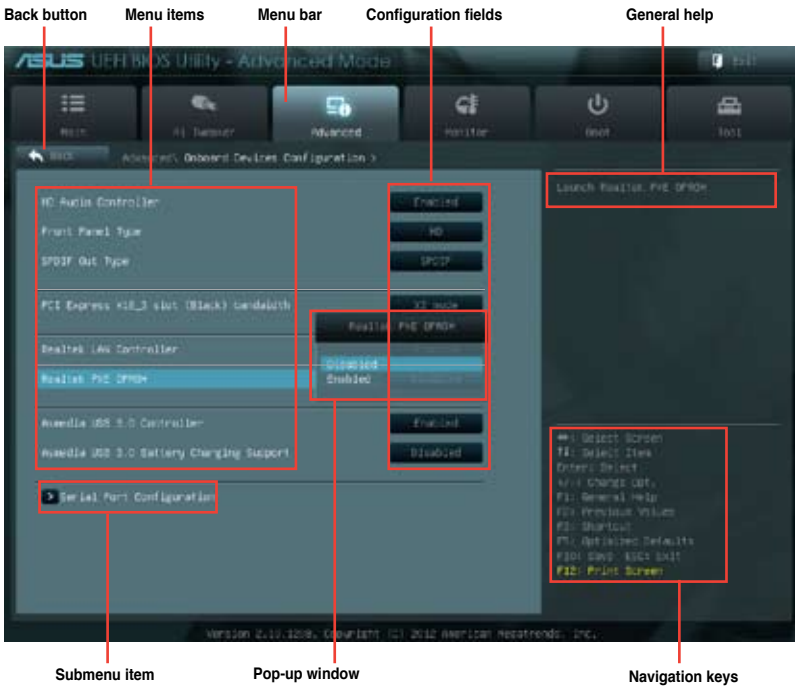 Back button
Menu items
Menu bar
Configuration fields
General help
ASUS UEFI BIOS Utility - Advanced Mode
Exit
Main
Ai Tweaker
Advanced
Monitor
Boot
Tool
Back
Advanced\ Onboard Devices Configuration >
HD Audio Controller
Enabled
Front Panel Type
HD
SPDIF Out Type
SPDIF
PCI Express X16_3 slot (Black) bandwidth
X1 mode
Realtek LAN Controller
Realtek PXE OPROM
Realtek PXE OPROM
Disabled
Enabled
Asmedia USB 3.0 Controller
Enabled
Asmedia USB 3.0 Battery Charging Support
Disabled
> Serial Port Configuration
Launch Realtek PXE OPROM
: Select Screen
: Select Item
Enter: Select
+/-: Change Opt.
F1: General Help
F2: Previous Values
F3: Shortcut
F5: Optimized Defaults
F10: Save ESC: Exit
F12: Print Screen
Version 2.10.1208. Copyright (C) 2012 American Megatrends, Inc.
Submenu item
Pop-up window
Navigation keys